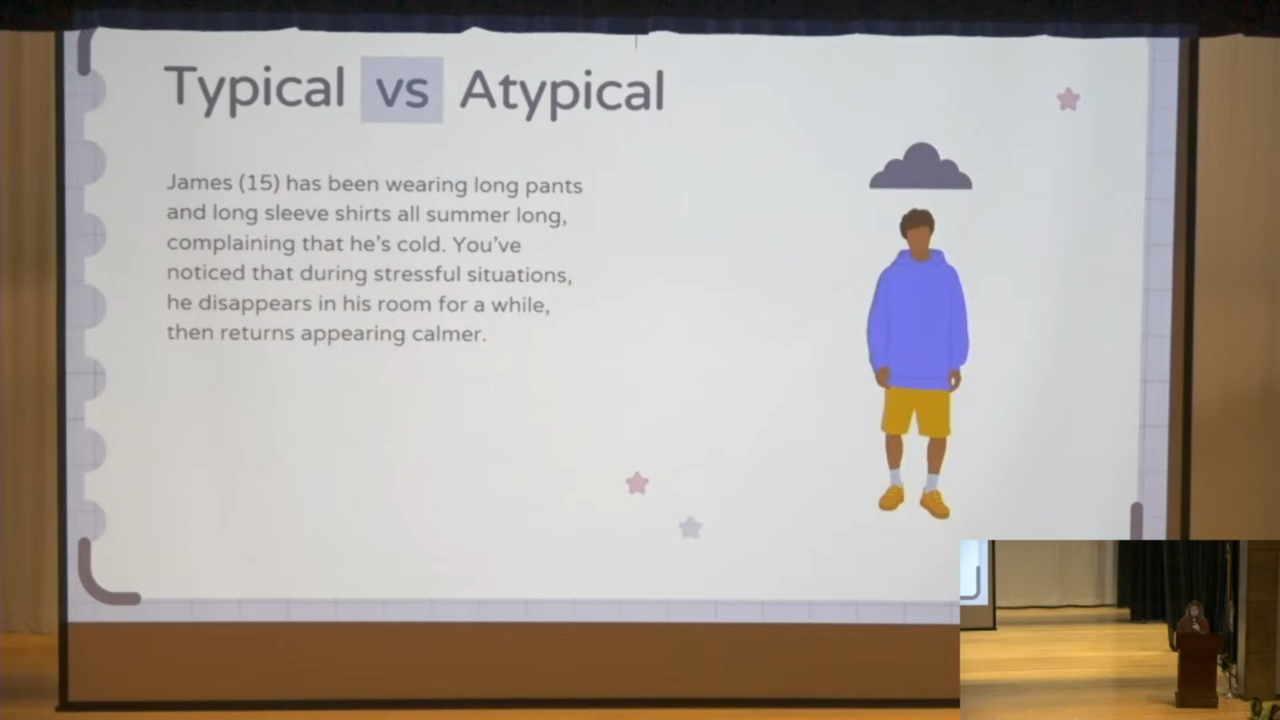 Typical vs Atypical
James (15) has been wearing long pants
and long sleeve shirts all summer long,
complaining that he's cold. You've
noticed that during stressful situations,
he disappears in his room for a while,
then returns appearing calmer.